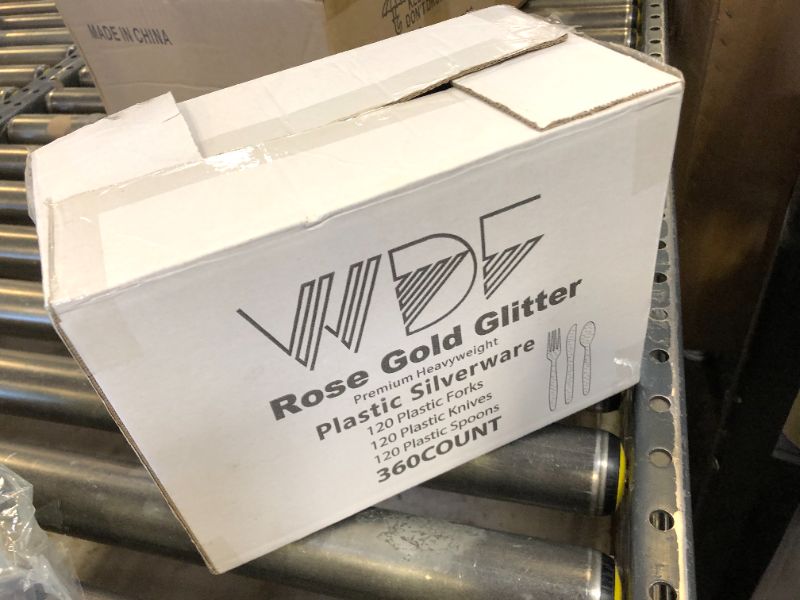 MADE IN CHINA
DON'T
WDF
Rose Gold Glitter
Premium Heavyweight
Plastic Silverware
120 Plastic Forks
120 Plastic Knives
120 Plastic Spoons
360COUNT